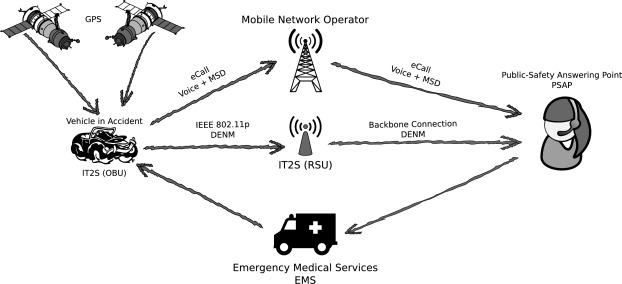 GPS
Mobile Network Operator
eCall
Voice + MSD
eCall
Voice + MSD
Public-Safety Answering Point
PSAP
Vehicle in Accident
IEEE 802.11p
DENM
Backbone Connection
DENM
IT2S (OBU)
IT2S (RSU)
Emergency Medical Services
EMS